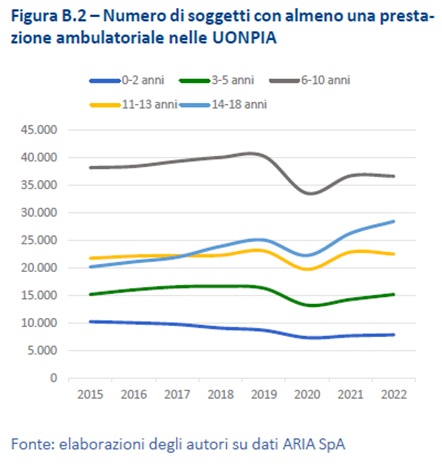 Figura B.2 – Numero di soggetti con almeno una presta-
zione ambulatoriale nelle UONPIA
0-2 anni 3-5 anni 6-10 anni
11-13 anni 14-18 anni
45.000
40.000
35.000
30.000
25.000
20.000
15.000
10.000
5.000
0
2015 2016 2017 2018 2019 2020 2021 2022
Fonte: elaborazioni degli autori su dati ARIA SpA